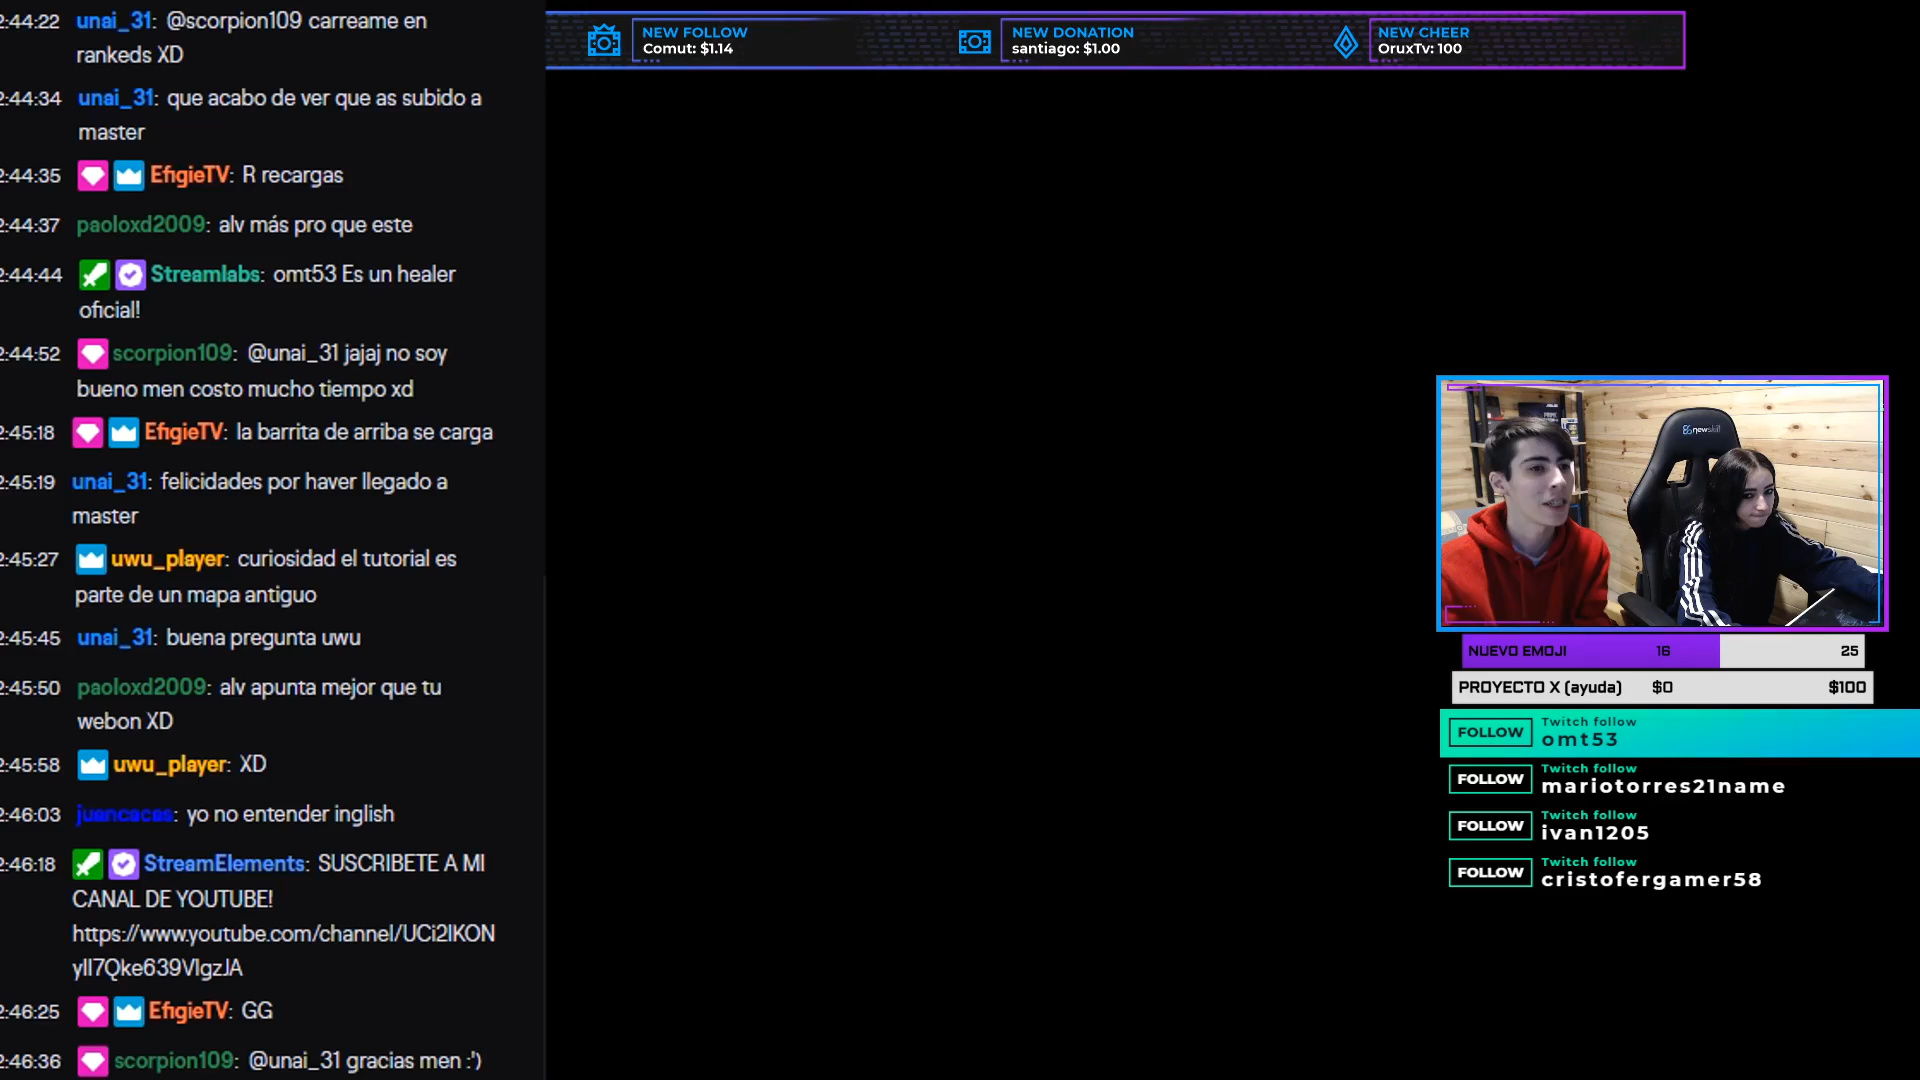 2:44:22 unai_31: @scorpion109 carreame en
rankeds XD
2:44:34 unai_31: que acabo de ver que as subido a
master
2:44:35 EfigieTV: R recargas
2:44:37 paoloxd2009: alv más pro que este
2:44:44 Streamlabs: omt53 Es un healer
oficial!
2:44:52 scorpion109: @unai_31 jajaj no soy
bueno men costo mucho tiempo xd
2:45:18 EfigieTV: la barrita de arriba se carga
2:45:19 unai_31: felicidades por haver llegado a
master
2:45:27 uwu_player: curiosidad el tutorial es
parte de un mapa antiguo
2:45:45 unai_31: buena pregunta uwu
2:45:50 paoloxd2009: alv apunta mejor que tu
webon XD
2:45:58 uwu_player: XD
2:46:03 juancacas: yo no entender inglish
2:46:18 StreamElements: SUSCRIBETE A MI
CANAL DE YOUTUBE!
https://www.youtube.com/channel/UCi2IKON
yII7Qke639VIgzJA
2:46:25 EfigieTV: GG
2:46:36 scorpion109: @unai_31 gracias men :')
NEW FOLLOW
Comut: $1.14
NEW DONATION
santiago: $1.00
NEW CHEER
OruxTv: 100
newskill
NUEVO EMOJI 16 25
PROYECTO X (ayuda) $0 $100
FOLLOW Twitch follow
omt53
FOLLOW Twitch follow
mariotorres21name
FOLLOW Twitch follow
ivan1205
FOLLOW Twitch follow
cristofergamer58